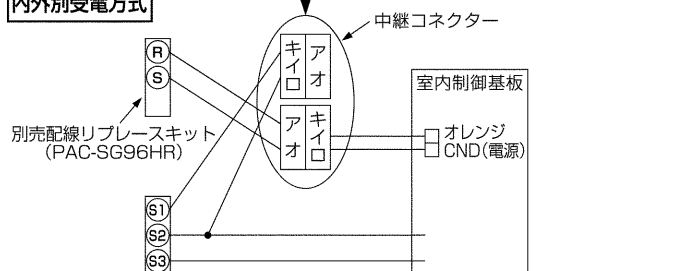 内外別受電方式
中継コネクター
キイロ
アオ
R
S
室内制御基板
アオ
キイロ
オレンジ
CND(電源)
別売配線リプレースキット
(PAC-SG96HR)
S1
S2
S3